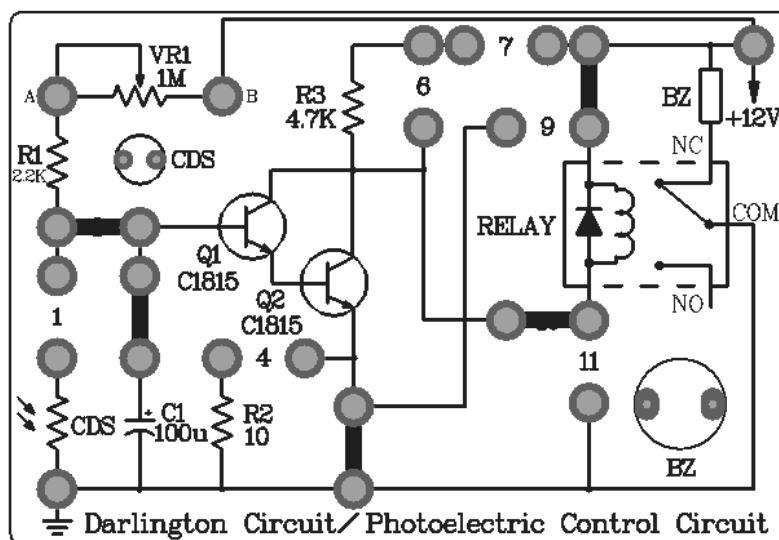 VR1
1M
A
B
7
6
R3
4.7K
9
BZ
+12V
NC
R1
2.2K
CDS
RELAY
COM
Q1
C1815
Q2
C1815
NO
1
4
11
CDS
+
C1
100u
R2
10
BZ
Darlington Circuit/Photoelectric Control Circuit